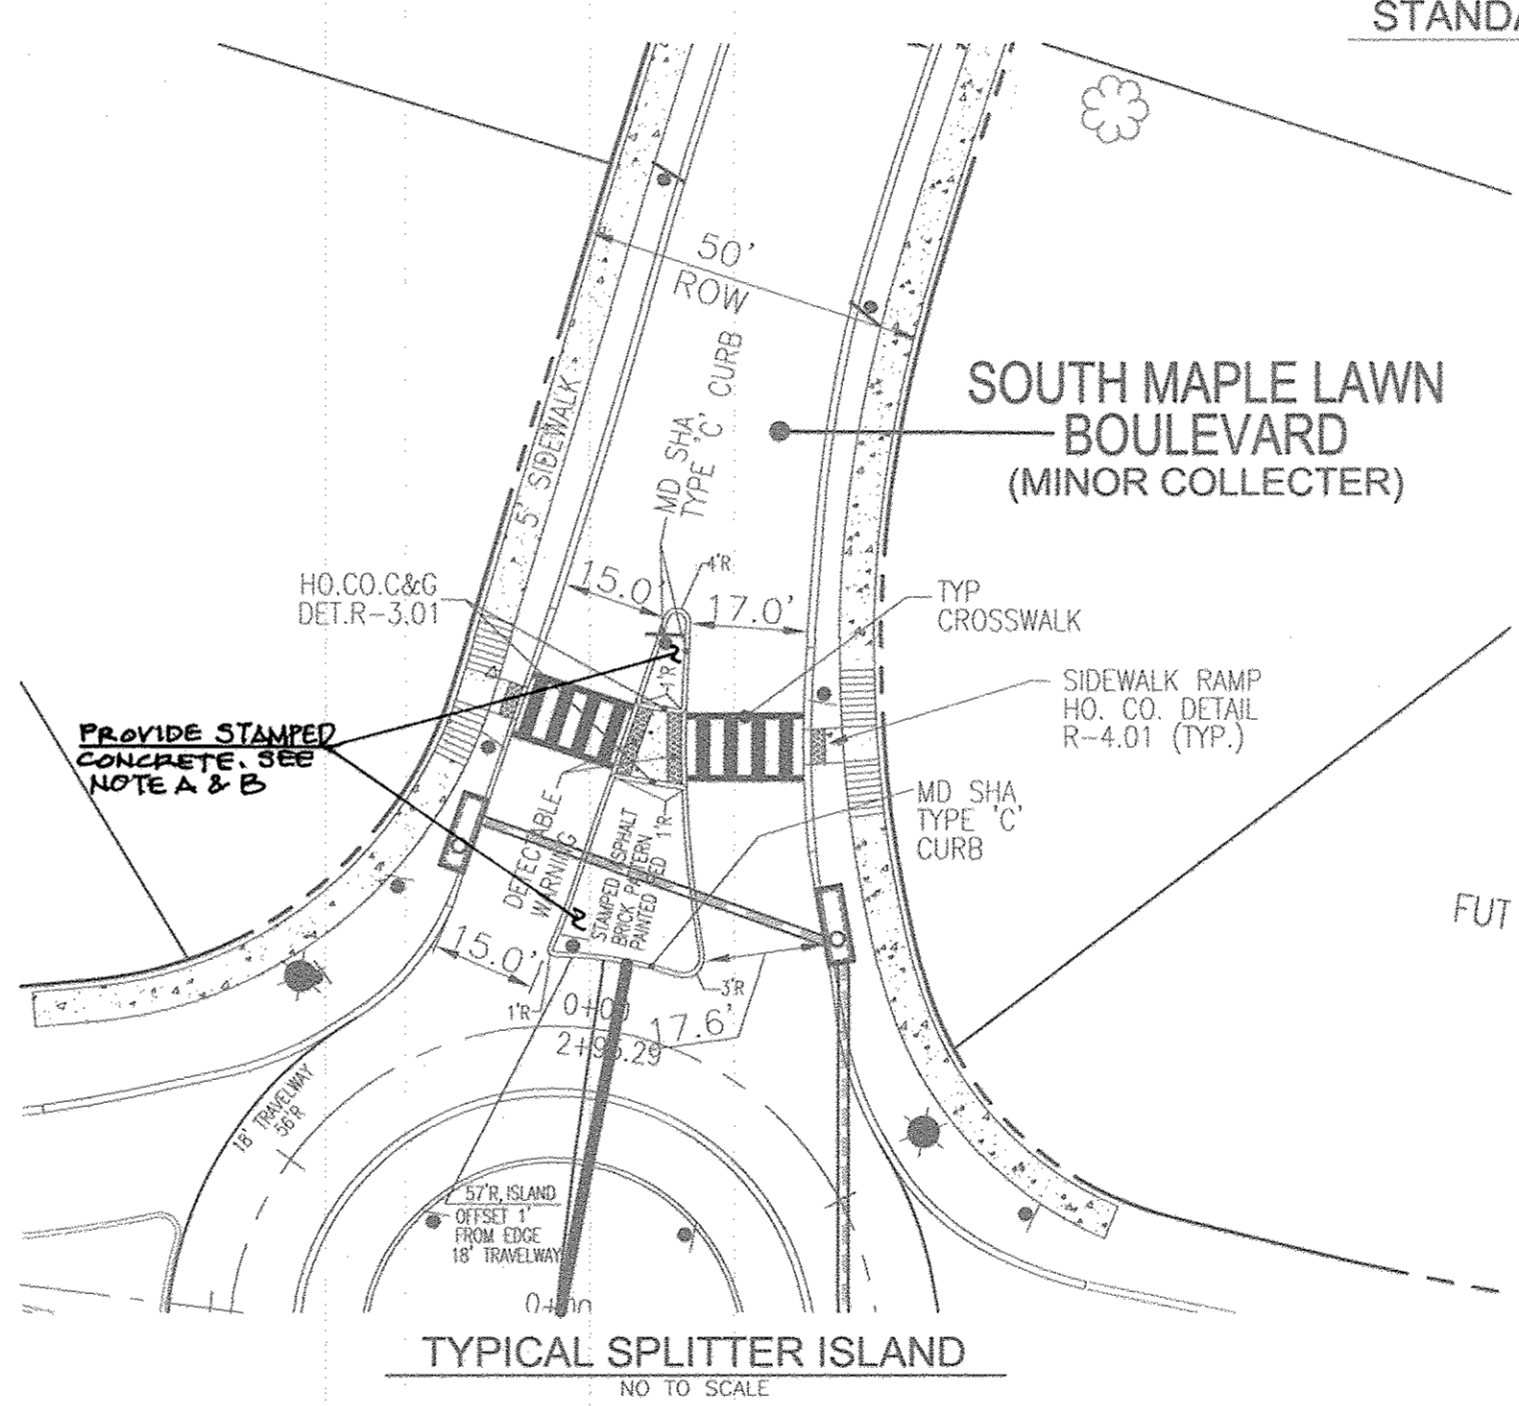 STANDA
50'
ROW
MD SHA
TYPE 'C' CURB
5' SIDEWALK
SOUTH MAPLE LAWN
BOULEVARD
(MINOR COLLECTER)
HO.CO.C&G
DET.R-3.01
15.0'
4'R
17.0'
TYP
CROSSWALK
1'R
SIDEWALK RAMP
HO. CO. DETAIL
R-4.01 (TYP.)
PROVIDE STAMPED
CONCRETE. SEE
NOTE A & B
MD SHA
TYPE 'C'
CURB
DETECTABLE
WARNING
STAMPED ASPHALT
BRICK PATTERN
PAINTED RED
1'R
FUT
15.0'
1'R
3'R
0+00
2+95.29
17.6'
18' TRAVELWAY
56'R
57'R, ISLAND
OFFSET 1'
FROM EDGE
18' TRAVELWAY
0+00
TYPICAL SPLITTER ISLAND
NO TO SCALE